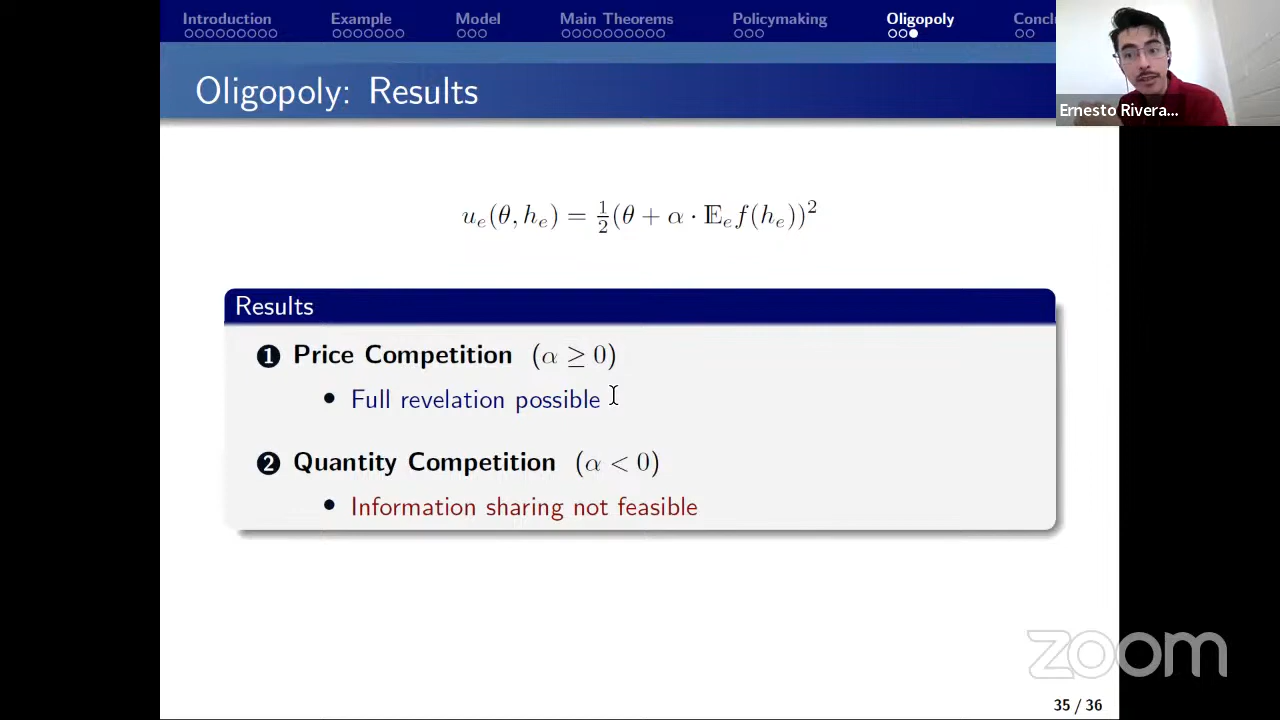 Introduction Example Model Main Theorems Policymaking Oligopoly Conclu
Oligopoly: Results
Ernesto Rivera...
u_e(θ, h_e) = 1/2(θ + α · 𝔼_e f(h_e))²
Results
1 Price Competition (α ≥ 0)
• Full revelation possible
2 Quantity Competition (α < 0)
• Information sharing not feasible
zoom
35 / 36